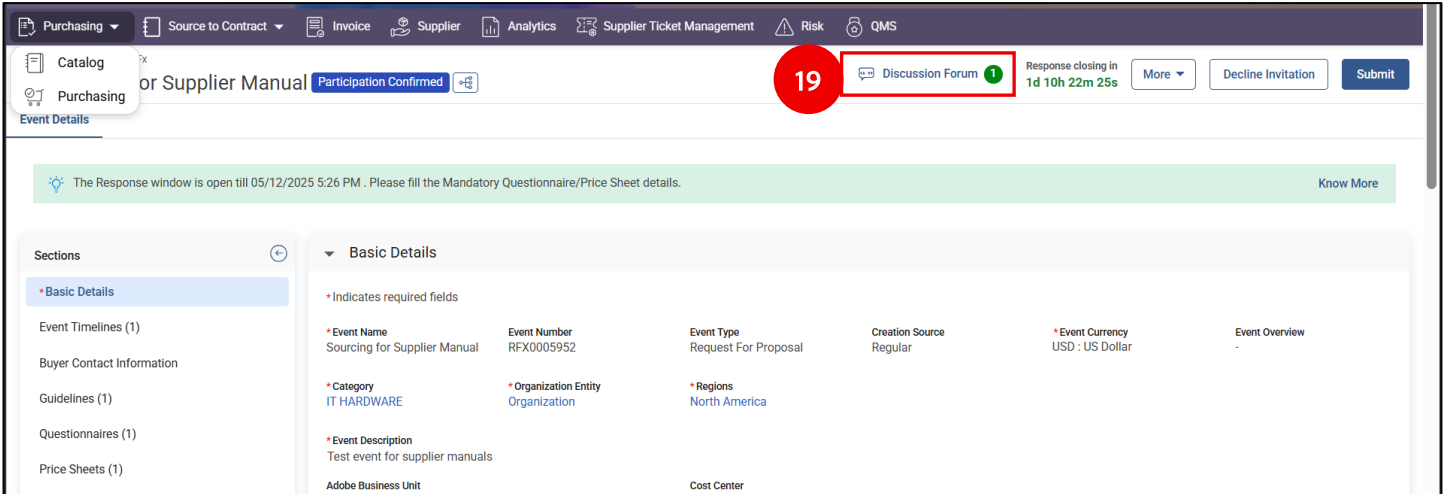 Purchasing Source to Contract Invoice Supplier Analytics Supplier Ticket Management Risk QMS
Catalog
Purchasing
or Supplier Manual Participation Confirmed
19
Discussion Forum 1
Response closing in
1d 10h 22m 25s
More
Decline Invitation
Submit
Event Details
The Response window is open till 05/12/2025 5:26 PM . Please fill the Mandatory Questionnaire/Price Sheet details.
Know More
Sections
*Basic Details
Event Timelines (1)
Buyer Contact Information
Guidelines (1)
Questionnaires (1)
Price Sheets (1)
Basic Details
*Indicates required fields
*Event Name Event Number Event Type Creation Source *Event Currency Event Overview
Sourcing for Supplier Manual RFX0005952 Request For Proposal Regular USD : US Dollar -
*Category *Organization Entity *Regions
IT HARDWARE Organization North America
*Event Description
Test event for supplier manuals
Adobe Business Unit Cost Center